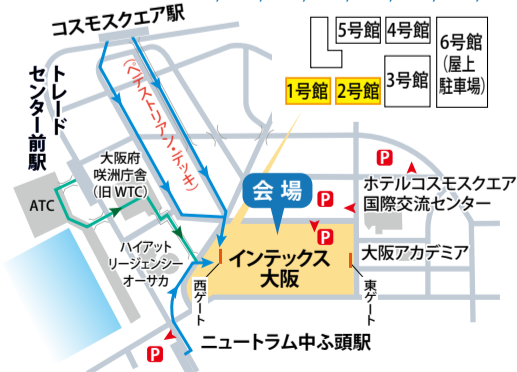 コスモスクエア駅
5号館
4号館
6号館
(屋上
駐車場)
3号館
1号館
2号館
トレード
センター前駅
(ペデストリアン・デッキ)
大阪府
咲洲庁舎
(旧WTC)
ATC
P
会場
P
ホテルコスモスクエア
国際交流センター
P
ハイアット
リージェンシー
オーサカ
インテックス
大阪
大阪アカデミア
西ゲート
東ゲート
ニュートラム中ふ頭駅
P